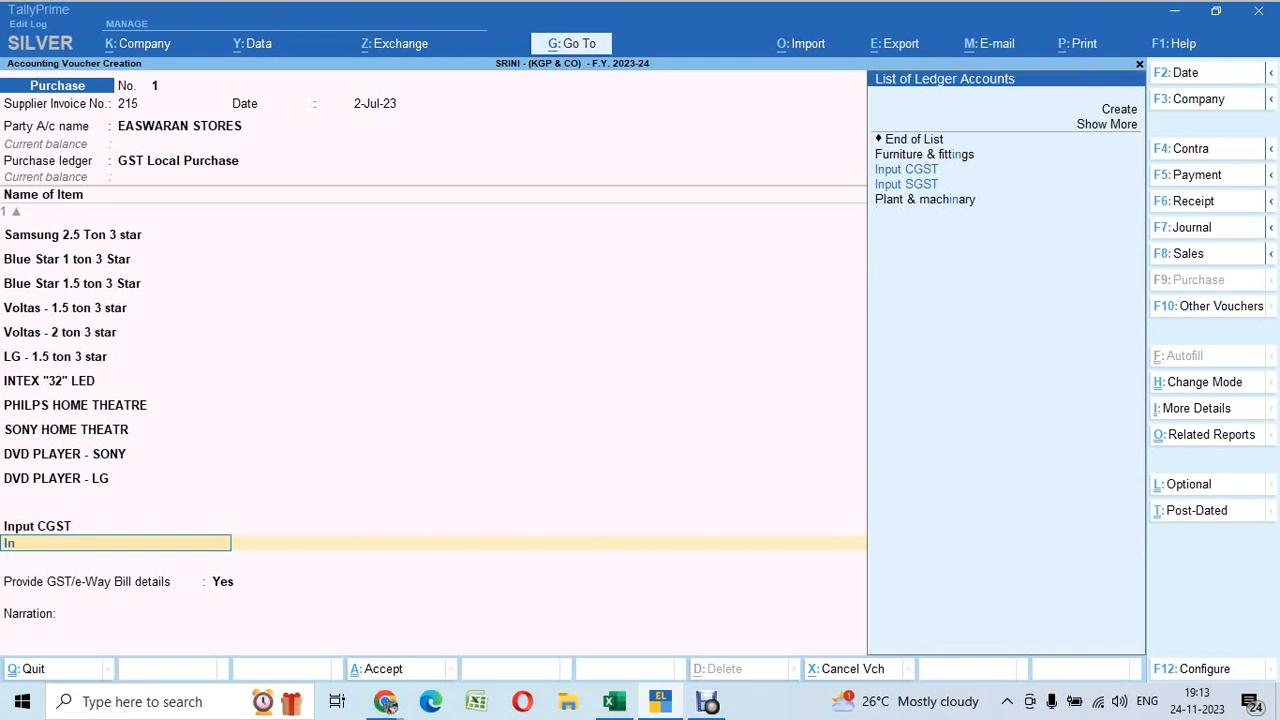 TallyPrime
Edit Log
MANAGE
SILVER
K: Company
Y: Data
Z: Exchange
G: Go To
O: Import
E: Export
M: E-mail
P: Print
F1: Help
Accounting Voucher Creation
SRINI - (KGP & CO) - F.Y. 2023-24
Purchase No. 1
Supplier Invoice No.: 215 Date : 2-Jul-23
Party A/c name : EASWARAN STORES
Current balance :
Purchase ledger : GST Local Purchase
Current balance :
Name of Item
1
Samsung 2.5 Ton 3 star
Blue Star 1 ton 3 Star
Blue Star 1.5 ton 3 Star
Voltas - 1.5 ton 3 star
Voltas - 2 ton 3 star
LG - 1.5 ton 3 star
INTEX "32" LED
PHILPS HOME THEATRE
SONY HOME THEATR
DVD PLAYER - SONY
DVD PLAYER - LG
Input CGST
In
Provide GST/e-Way Bill details : Yes
Narration:
List of Ledger Accounts
Create
Show More
♦ End of List
Furniture & fittings
Input CGST
Input SGST
Plant & machinary
F2: Date
F3: Company
F4: Contra
F5: Payment
F6: Receipt
F7: Journal
F8: Sales
F9: Purchase
F10: Other Vouchers
F: Autofill
H: Change Mode
I: More Details
O: Related Reports
L: Optional
T: Post-Dated
F12: Configure
Q: Quit
A: Accept
D: Delete
X: Cancel Vch
Type here to search
EL
1
26°C Mostly cloudy
ENG
19:13
24-11-2023
24